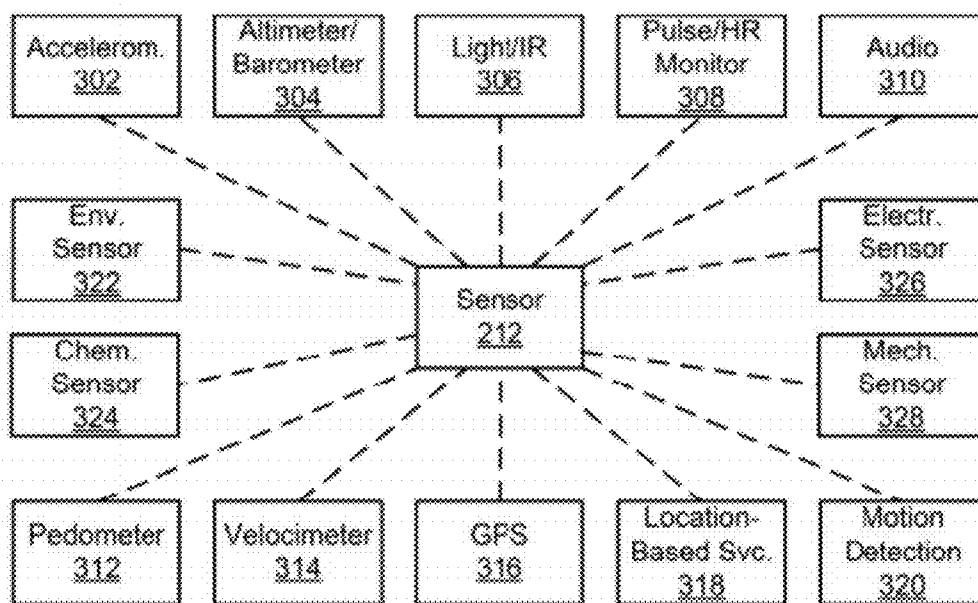 Accelerom.
302
Altimeter/
Barometer
304
Light/IR
306
Pulse/HR
Monitor
308
Audio
310
Env.
Sensor
322
Electr.
Sensor
326
Sensor
212
Chem.
Sensor
324
Mech.
Sensor
328
Pedometer
312
Velocimeter
314
GPS
316
Location-
Based Svc.
318
Motion
Detection
320